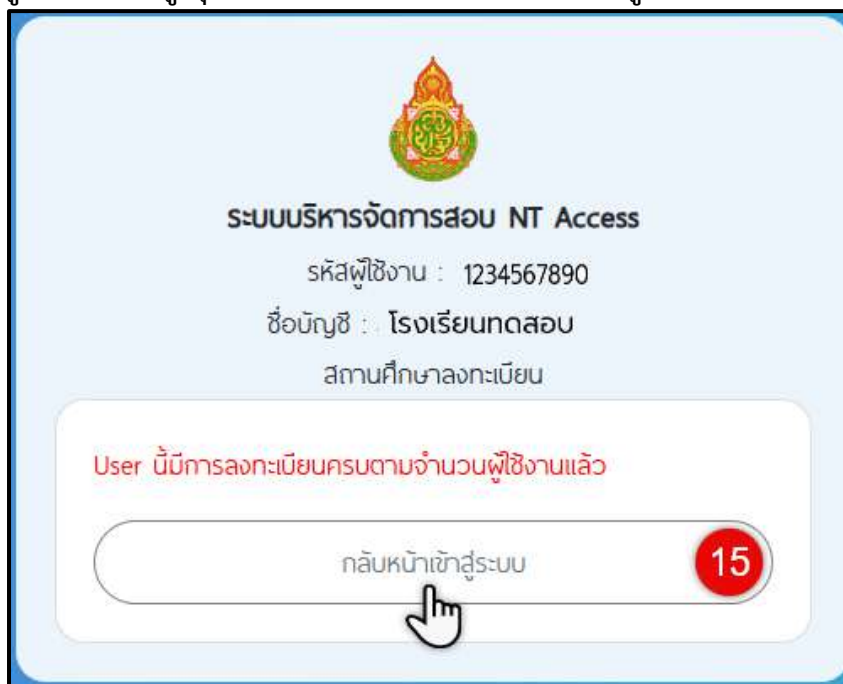 ระบบบริหารจัดการสอบ NT Access
รหัสผู้ใช้งาน : 1234567890
ชื่อบัญชี : โรงเรียนทดสอบ
สถานศึกษาลงทะเบียน
User นี้มีการลงทะเบียนครบตามจำนวนผู้ใช้งานแล้ว
กลับหน้าเข้าสู่ระบบ 15